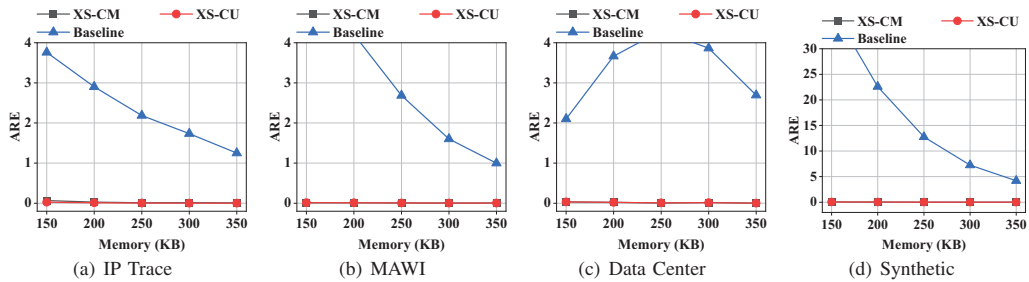 XS-CM XS-CU
Baseline
4
3
2
1
0
ARE
150 200 250 300 350
Memory (KB)
(a) IP Trace
XS-CM XS-CU
Baseline
4
3
2
1
0
ARE
150 200 250 300 350
Memory (KB)
(b) MAWI
XS-CM XS-CU
Baseline
4
3
2
1
0
ARE
150 200 250 300 350
Memory (KB)
(c) Data Center
XS-CM XS-CU
Baseline
30
25
20
15
10
5
0
ARE
150 200 250 300 350
Memory (KB)
(d) Synthetic